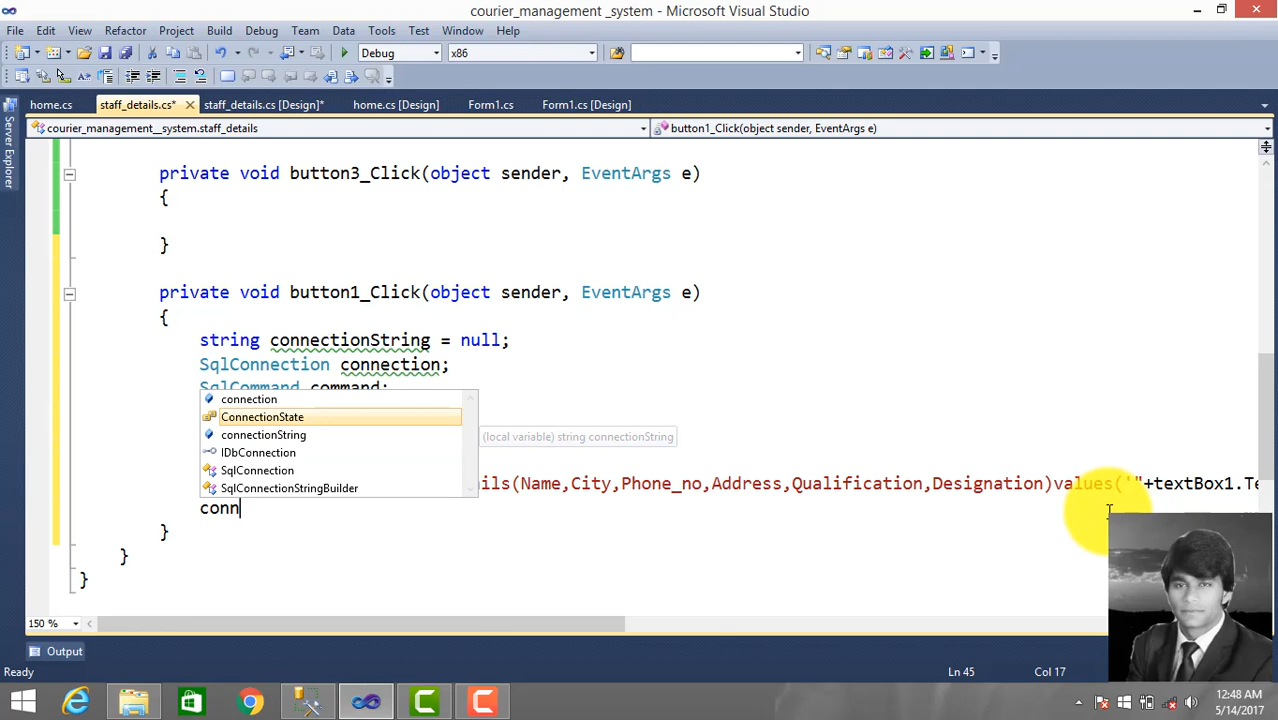 courier_management _system - Microsoft Visual Studio
File Edit View Refactor Project Build Debug Team Data Tools Test Window Help
Debug x86
home.cs staff_details.cs* staff_details.cs [Design]* home.cs [Design] Form1.cs Form1.cs [Design]
courier_management__system.staff_details button1_Click(object sender, EventArgs e)
Server Explorer
private void button3_Click(object sender, EventArgs e)
{
}
private void button1_Click(object sender, EventArgs e)
{
string connectionString = null;
SqlConnection connection;
SqlCommand command;
connection
ConnectionState
connectionString
(local variable) string connectionString
IDbConnection
SqlConnection
SqlConnectionStringBuilder
ils(Name,City,Phone_no,Address,Qualification,Designation)values('"+textBox1.Te
conn
}
}
}
150 %
Output
Ready Ln 45 Col 17
12:48 AM
5/14/2017